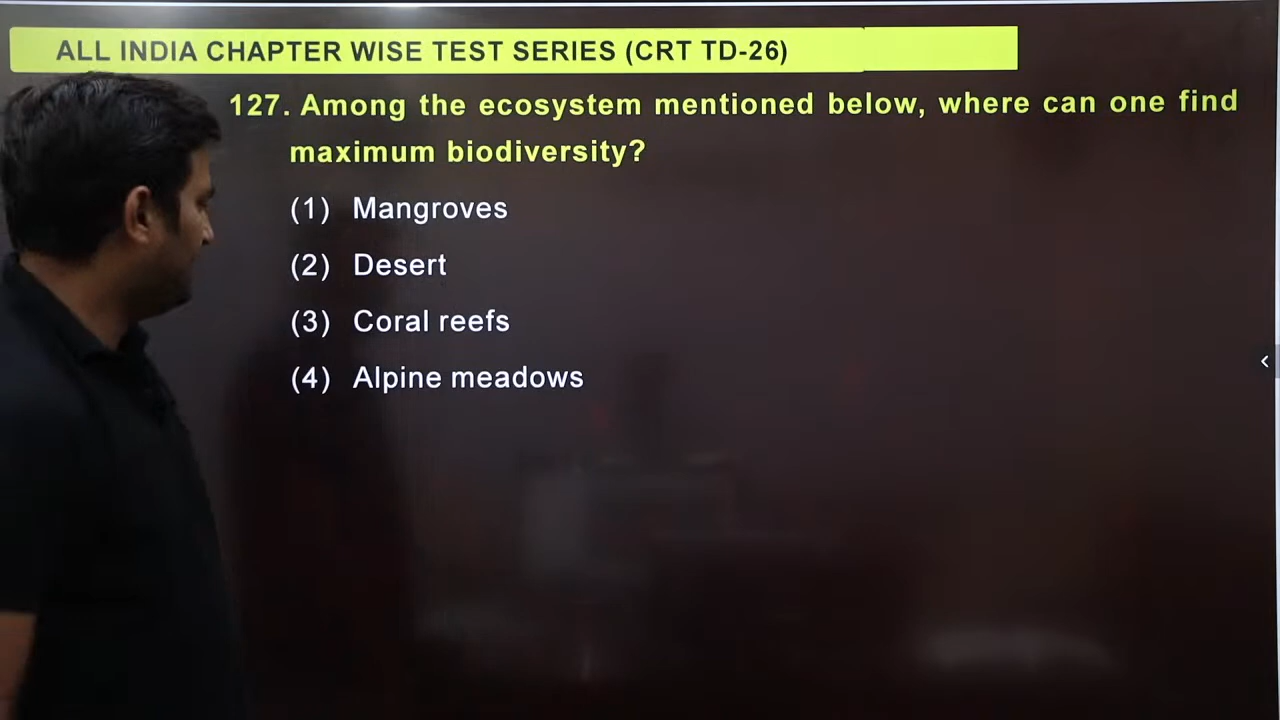 ALL INDIA CHAPTER WISE TEST SERIES (CRT TD-26)
127. Among the ecosystem mentioned below, where can one find
maximum biodiversity?
(1) Mangroves
(2) Desert
(3) Coral reefs
(4) Alpine meadows